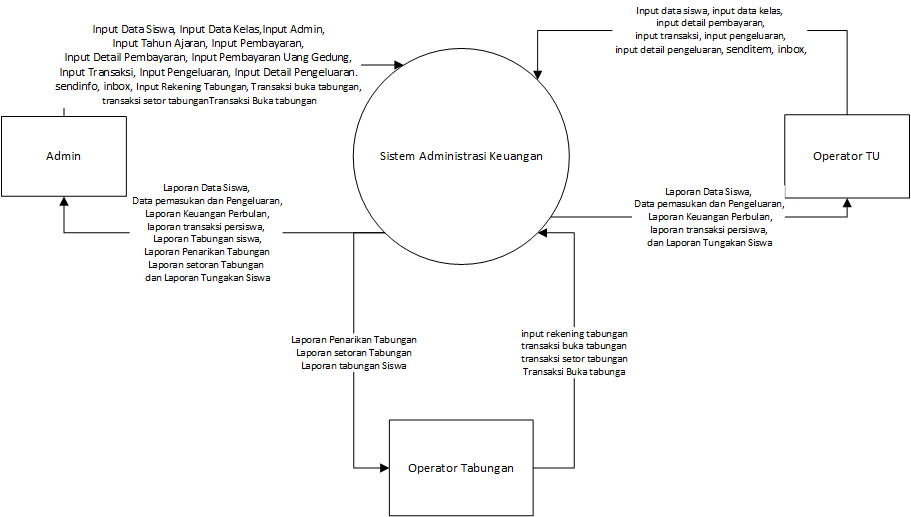 Input Data Siswa, Input Data Kelas,Input Admin,
Input Tahun Ajaran, Input Pembayaran,
Input Detail Pembayaran, Input Pembayaran Uang Gedung,
Input Transaksi, Input Pengeluaran, Input Detail Pengeluaran.
sendinfo, inbox, Input Rekening Tabungan, Transaksi buka tabungan,
transaksi setor tabunganTransaksi Buka tabungan
Input data siswa, input data kelas,
input detail pembayaran,
input transaksi, input pengeluaran,
input detail pengeluaran, senditem, inbox,
Admin
Sistem Administrasi Keuangan
Operator TU
Laporan Data Siswa,
Data pemasukan dan Pengeluaran,
Laporan Keuangan Perbulan,
laporan transaksi persiswa,
Laporan Tabungan siswa,
Laporan Penarikan Tabungan
Laporan setoran Tabungan
dan Laporan Tungakan Siswa
Laporan Data Siswa,
Data pemasukan dan Pengeluaran,
Laporan Keuangan Perbulan,
laporan transaksi persiswa,
dan Laporan Tungakan Siswa
Laporan Penarikan Tabungan
Laporan setoran Tabungan
Laporan tabungan Siswa
input rekening tabungan
transaksi buka tabungan
transaksi setor tabungan
Transaksi Buka tabunga
Operator Tabungan